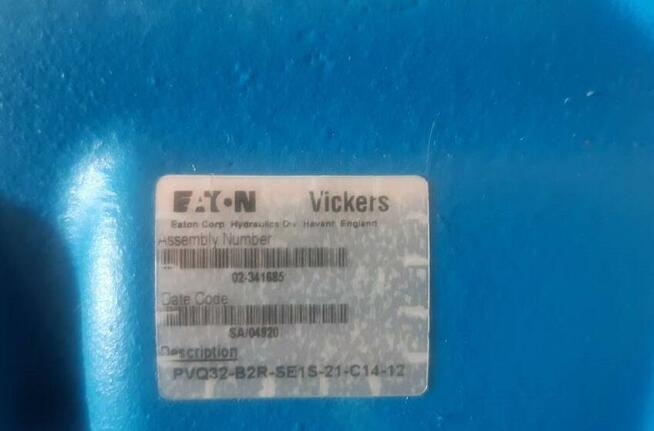 EATON Vickers
Eaton Corp. Hydraulics Div. Havant, England
Assembly Number
02-341685
Date Code
SA/04920
Description
PVQ32-B2R-SE1S-21-C14-12